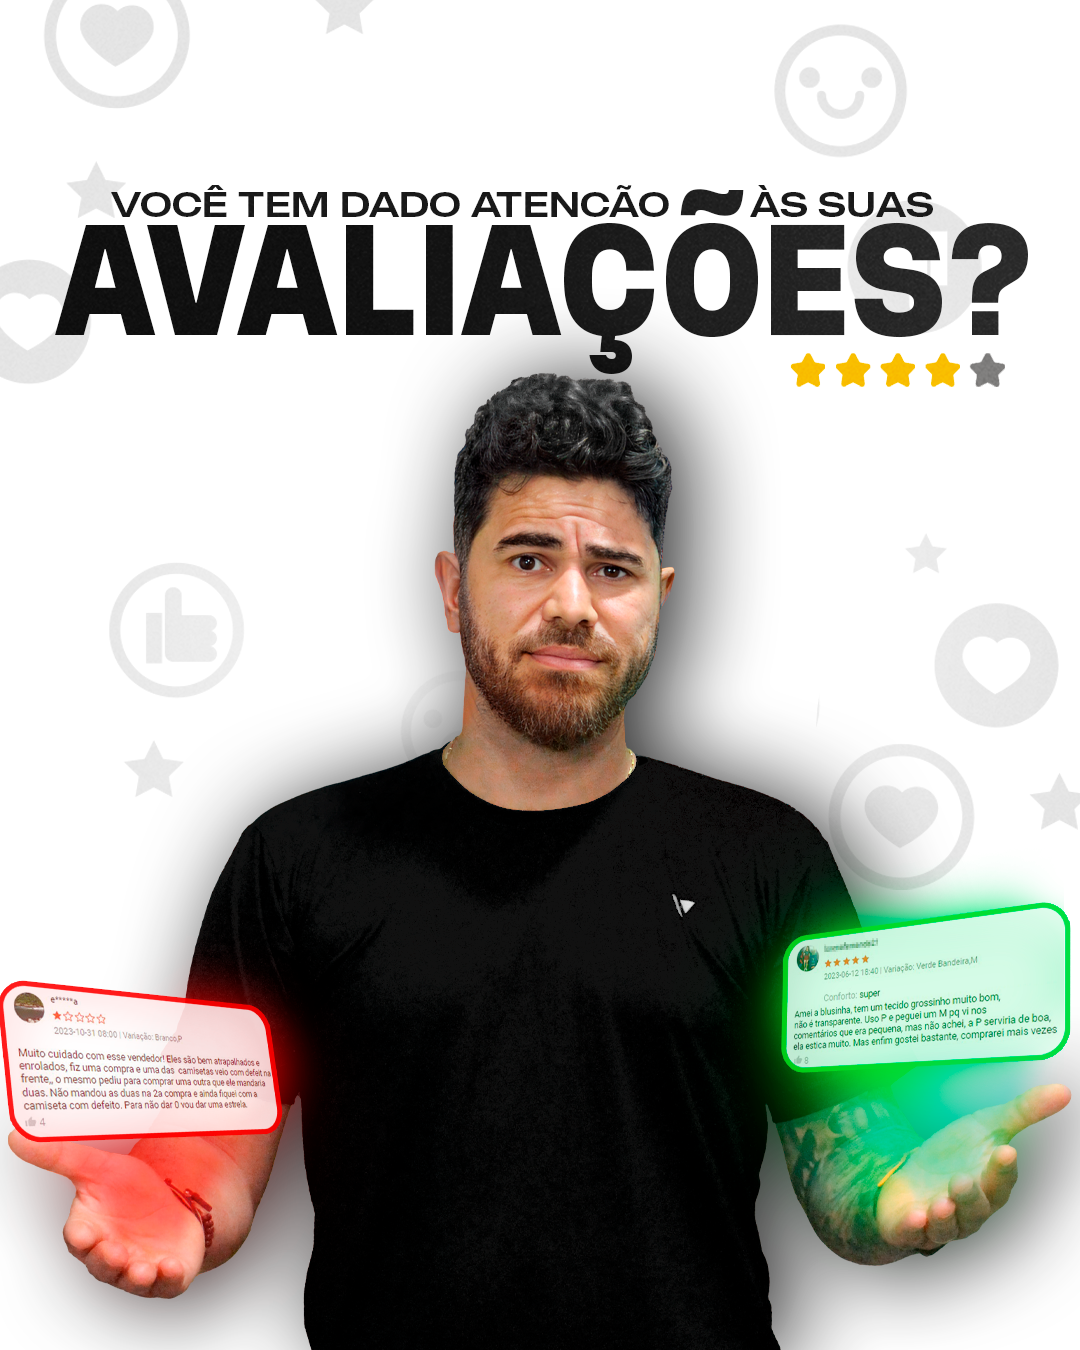 VOCÊ TEM DADO ATENCÃO ÀS SUAS
AVALIAÇÕES?
e*****a
2023-10-31 08:00 | Variação: Branco,P
Muito cuidado com esse vendedor! Eles são bem atrapalhados e
enrolados, fiz uma compra e uma das camisetas veio com defeit na
frente,, o mesmo pediu para comprar uma outra que ele mandaria
duas. Não mandou as duas na 2a compra e ainda fiquei com a
camiseta com defeito. Para não dar 0 vou dar uma estrela.
4
2023-06-12 18:40 | Variação: Verde Bandeira,M
Conforto: super
Amei a blusinha, tem um tecido grossinho muito bom,
não é transparente. Uso P e peguei um M pq vi nos
comentários que era pequena, mas não achei, a P serviria de boa,
ela estica muito. Mas enfim gostei bastante, comprarei mais vezes
8